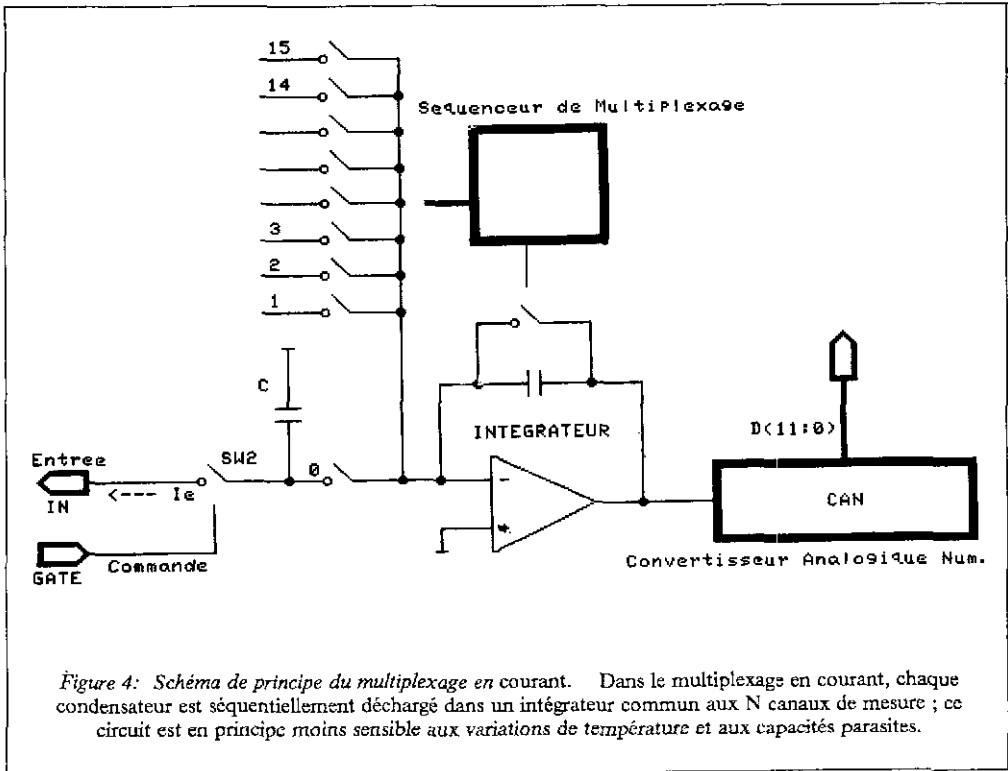 15
14
Sequenceur de Multiplexage
3
2
1
C
INTEGRATEUR
D(11:0)
Entree
SW2
0
-
+
<--- Ie
IN
CAN
GATE
Commande
Convertisseur Analogique Num.
Figure 4: Schéma de principe du multiplexage en courant. Dans le multiplexage en courant, chaque
condensateur est séquentiellement déchargé dans un intégrateur commun aux N canaux de mesure ; ce
circuit est en principe moins sensible aux variations de température et aux capacités parasites.